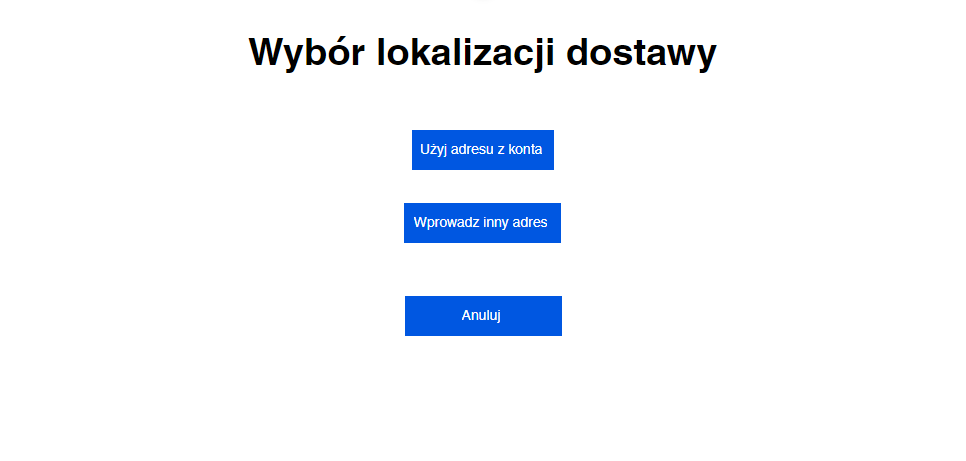 Wybór lokalizacji dostawy
Użyj adresu z konta
Wprowadz inny adres
Anuluj